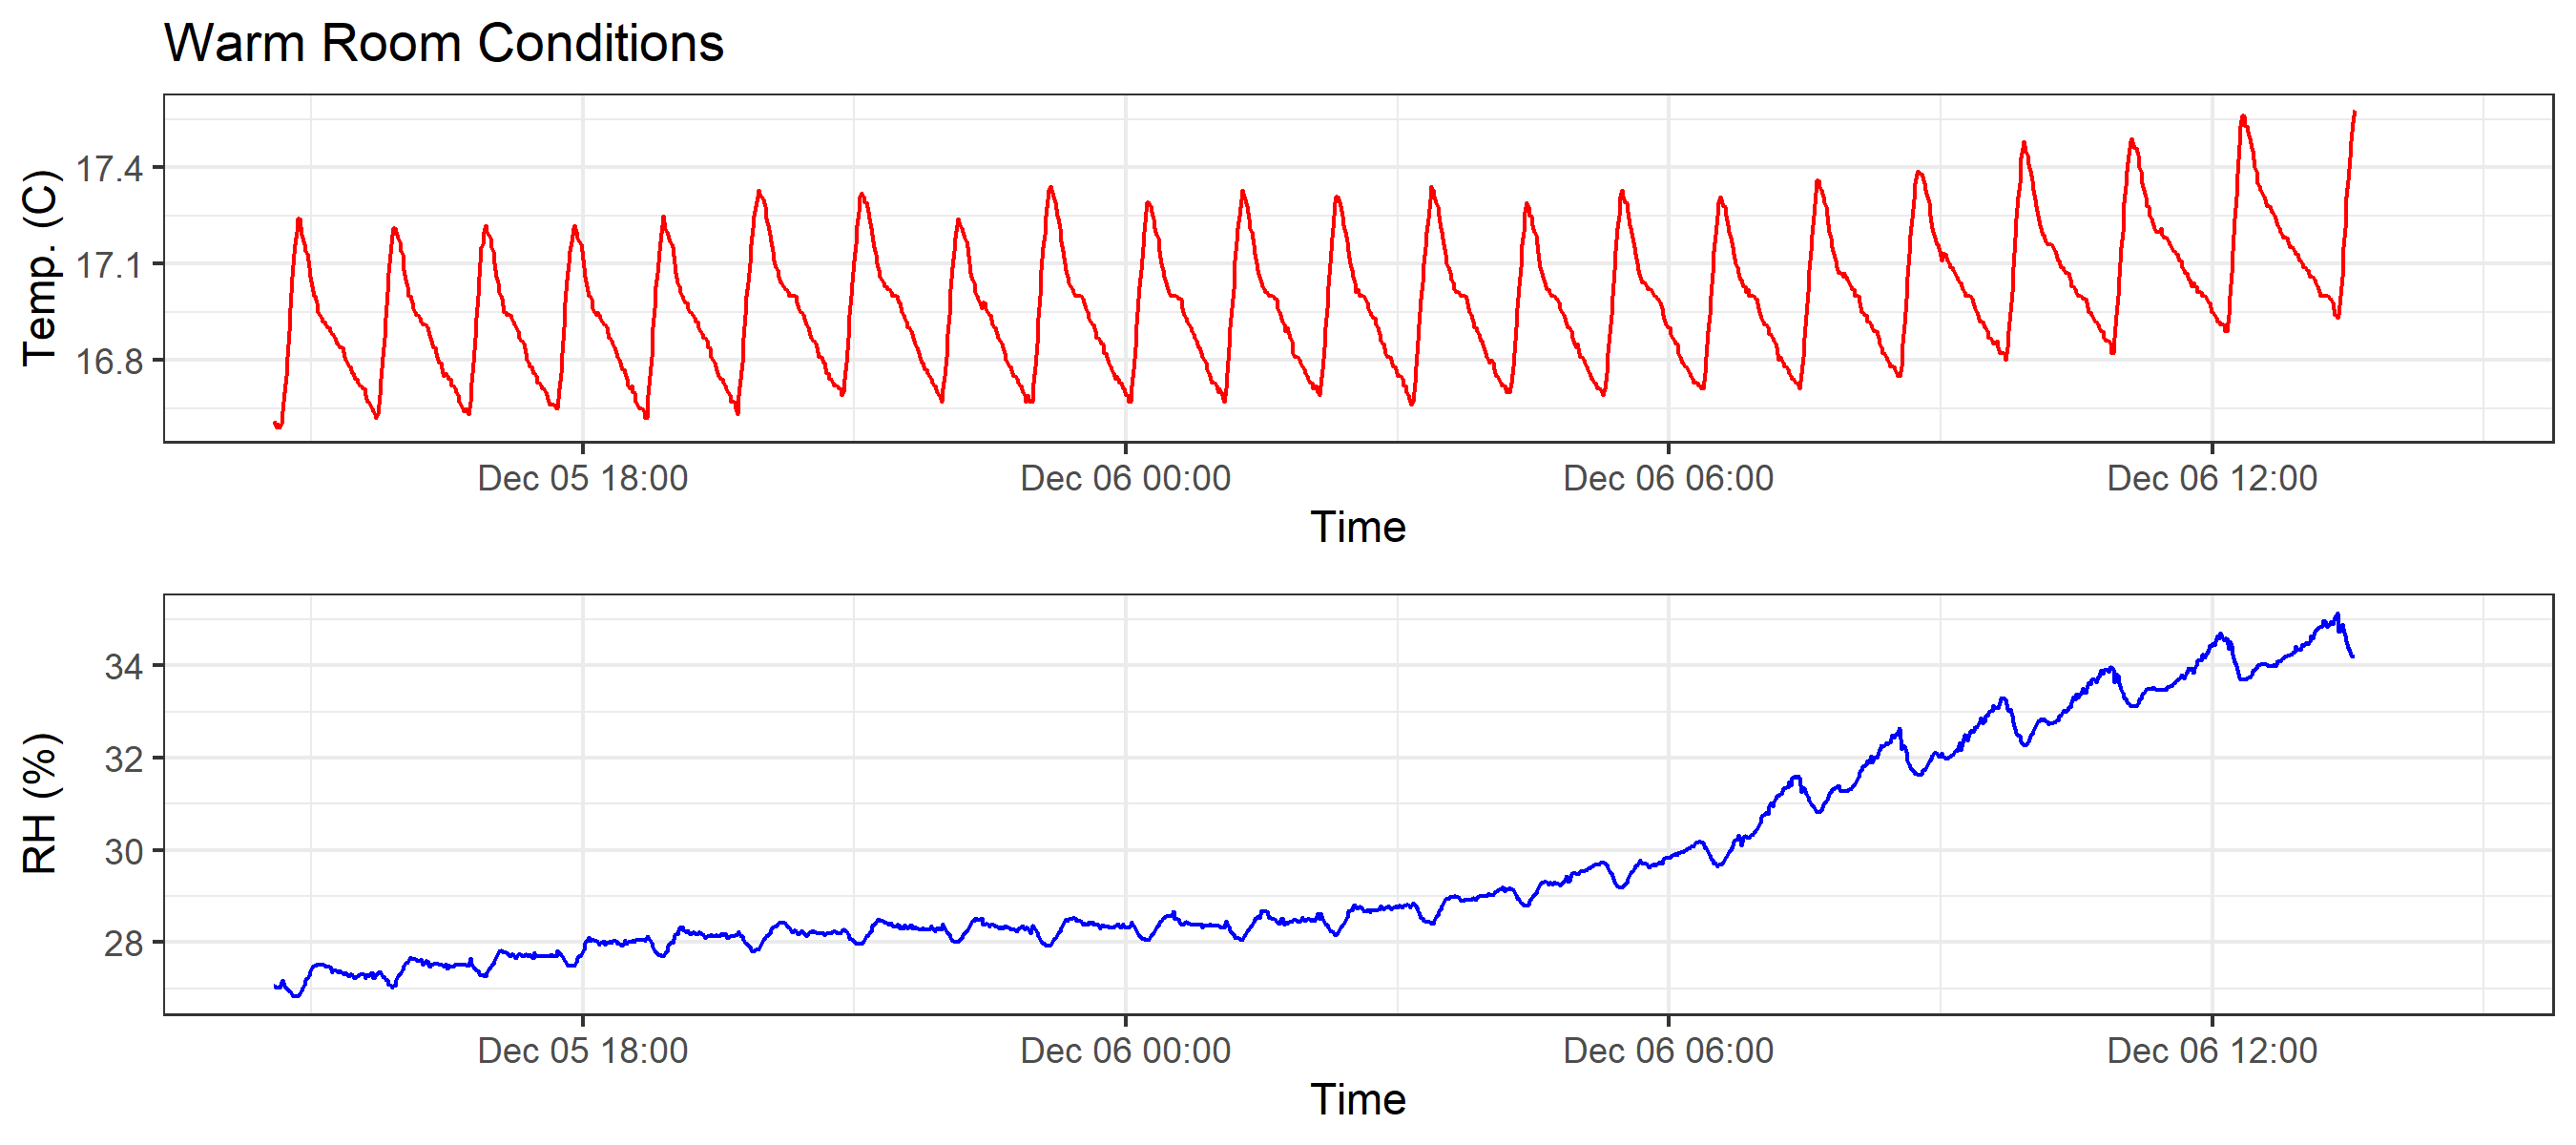 Warm Room Conditions
Temp. (C)
17.4
17.1
16.8
Dec 05 18:00 Dec 06 00:00 Dec 06 06:00 Dec 06 12:00
Time
RH (%)
34
32
30
28
Dec 05 18:00 Dec 06 00:00 Dec 06 06:00 Dec 06 12:00
Time